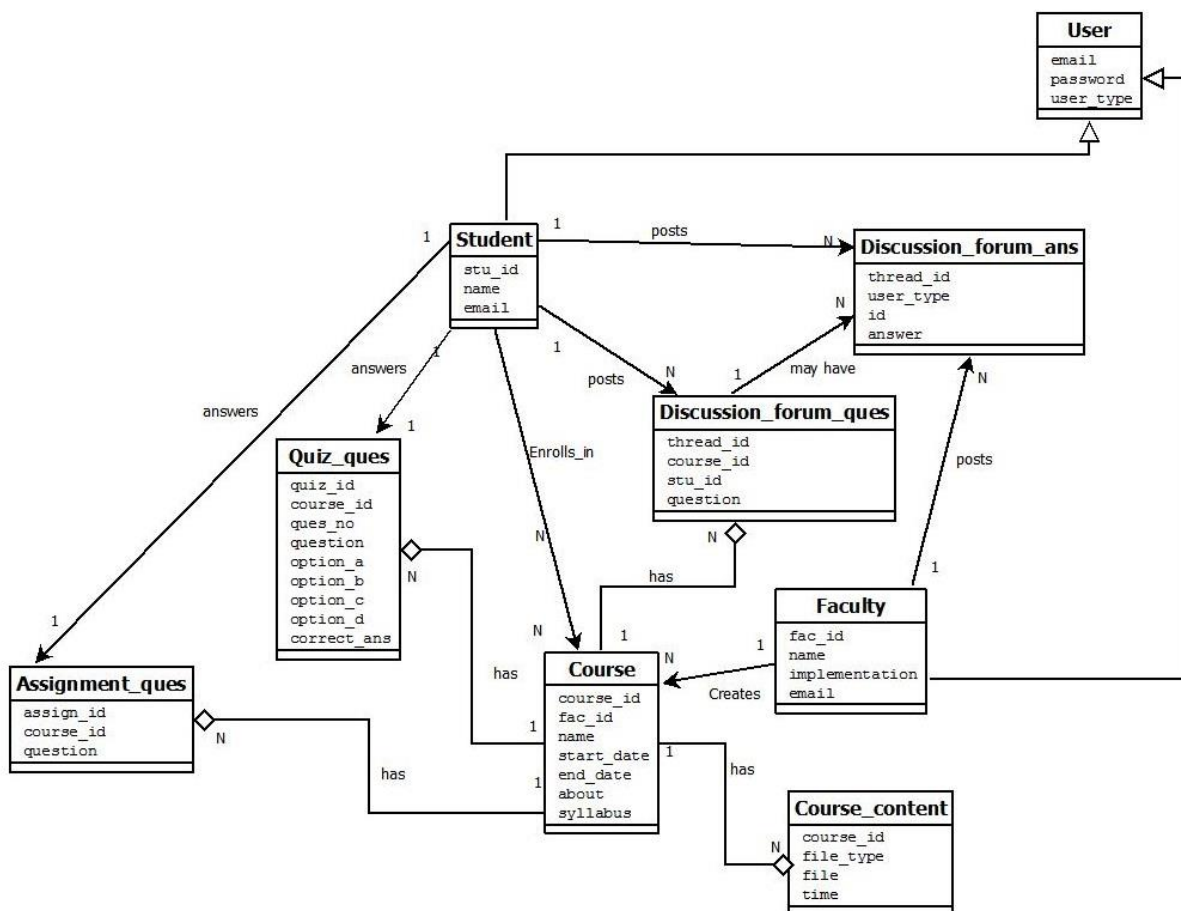 User
email
password
user_type
1
Student
stu_id
name
email
1
posts
N
Discussion_forum_ans
thread_id
user_type
id
answer
N
1
answers
1
1
posts
N
1
may have
N
Discussion_forum_ques
thread_id
course_id
stu_id
question
N
answers
1
Quiz_ques
quiz_id
course_id
ques_no
question
option_a
option_b
option_c
option_d
correct_ans
N
Enrolls_in
N
N
posts
1
has
1
Faculty
fac_id
name
implementation
email
1
N
Creates
1
Assignment_ques
assign_id
course_id
question
N
has
1
has
1
Course
course_id
fac_id
name
start_date
end_date
about
syllabus
1
has
N
Course_content
course_id
file_type
file
time